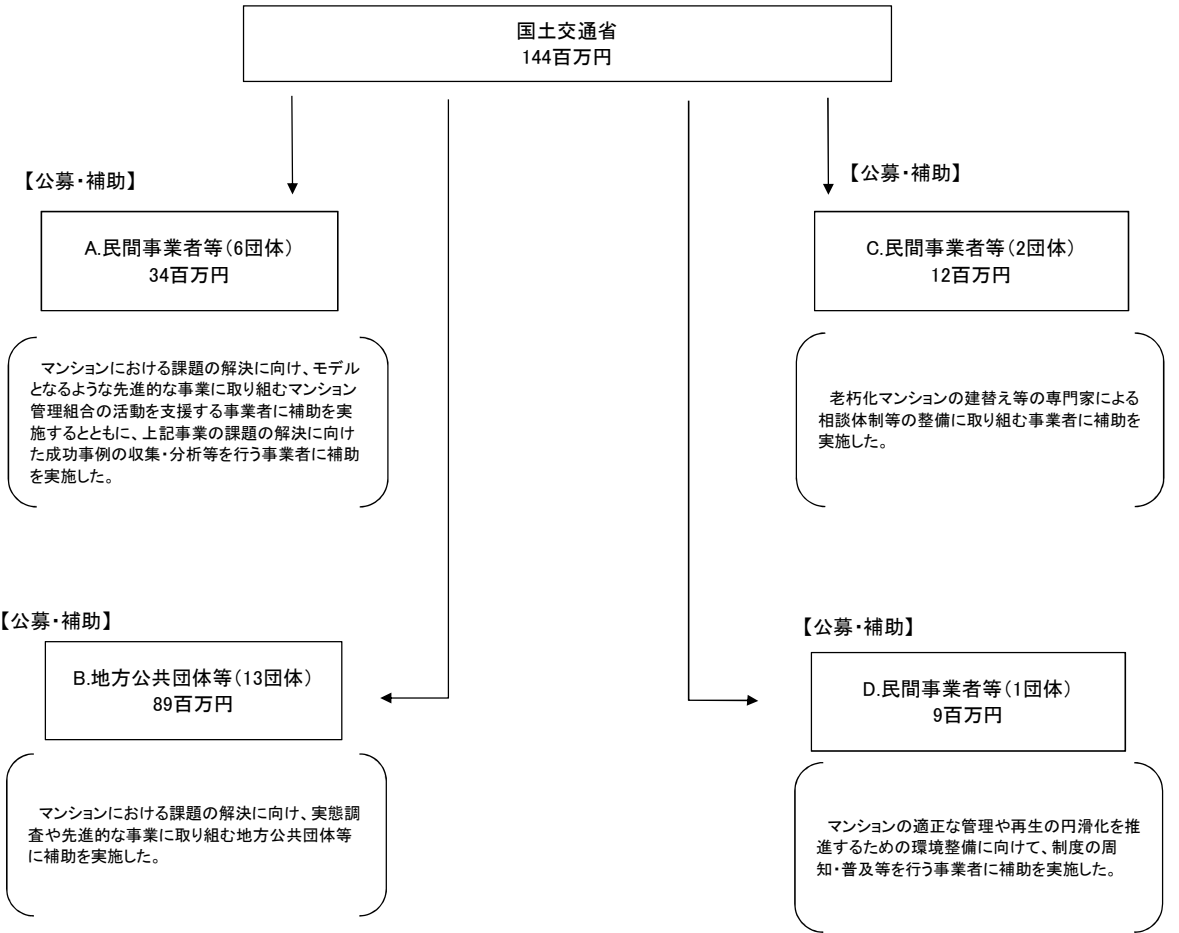 国土交通省
144百万円
【公募・補助】
A.民間事業者等(6団体)
34百万円
マンションにおける課題の解決に向け、モデル
となるような先進的な事業に取り組むマンション
管理組合の活動を支援する事業者に補助を実
施するとともに、上記事業の課題の解決に向け
た成功事例の収集・分析等を行う事業者に補助
を実施した。
【公募・補助】
C.民間事業者等(2団体)
12百万円
老朽化マンションの建替え等の専門家による
相談体制等の整備に取り組む事業者に補助を
実施した。
【公募・補助】
B.地方公共団体等(13団体)
89百万円
マンションにおける課題の解決に向け、実態調
査や先進的な事業に取り組む地方公共団体等
に補助を実施した。
【公募・補助】
D.民間事業者等(1団体)
9百万円
マンションの適正な管理や再生の円滑化を推
進するための環境整備に向けて、制度の周
知・普及等を行う事業者に補助を実施した。